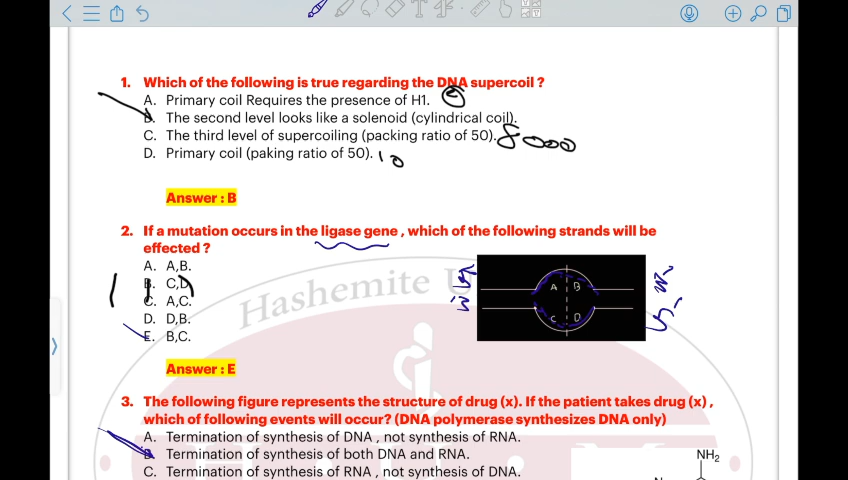 1. Which of the following is true regarding the DNA supercoil ?
A. Primary coil Requires the presence of H1. 2
B. The second level looks like a solenoid (cylindrical coil).
C. The third level of supercoiling (packing ratio of 50). 8000
D. Primary coil (paking ratio of 50). 10
Answer : B
2. If a mutation occurs in the ligase gene , which of the following strands will be
effected ?
A. A,B.
B. C,D
C. A,C.
D. D,B.
E. B,C.
A B
C D
Hashemite U
Answer : E
3. The following figure represents the structure of drug (x). If the patient takes drug (x) ,
which of following events will occur? (DNA polymerase synthesizes DNA only)
A. Termination of synthesis of DNA , not synthesis of RNA.
B. Termination of synthesis of both DNA and RNA.
C. Termination of synthesis of RNA , not synthesis of DNA.
NH2